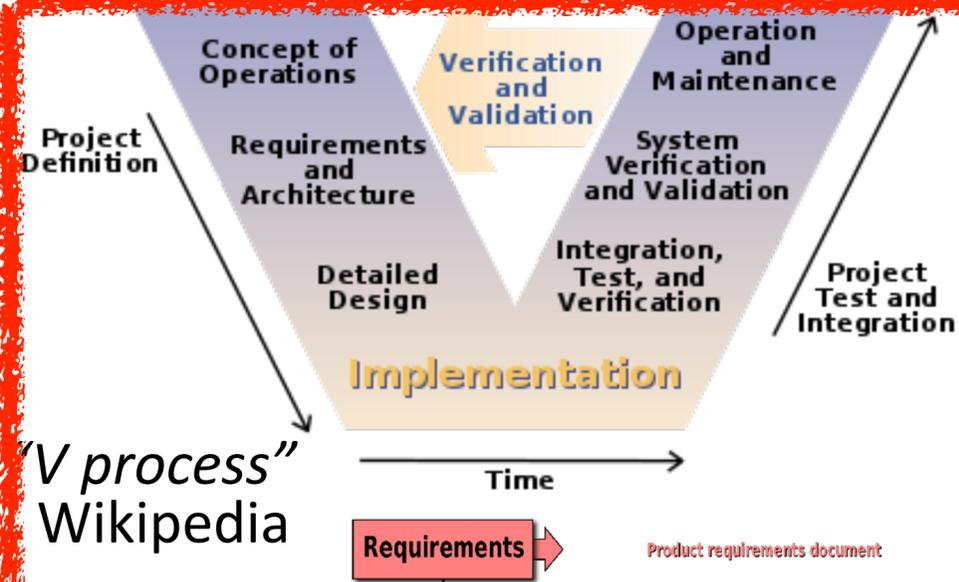 Concept of
Operations
Verification
and
Validation
Operation
and
Maintenance
Project
Definition
Requirements
and
Architecture
System
Verification
and Validation
Detailed
Design
Integration,
Test, and
Verification
Project
Test and
Integration
Implementation
“V process”
Wikipedia
Time
Requirements
Product requirements document